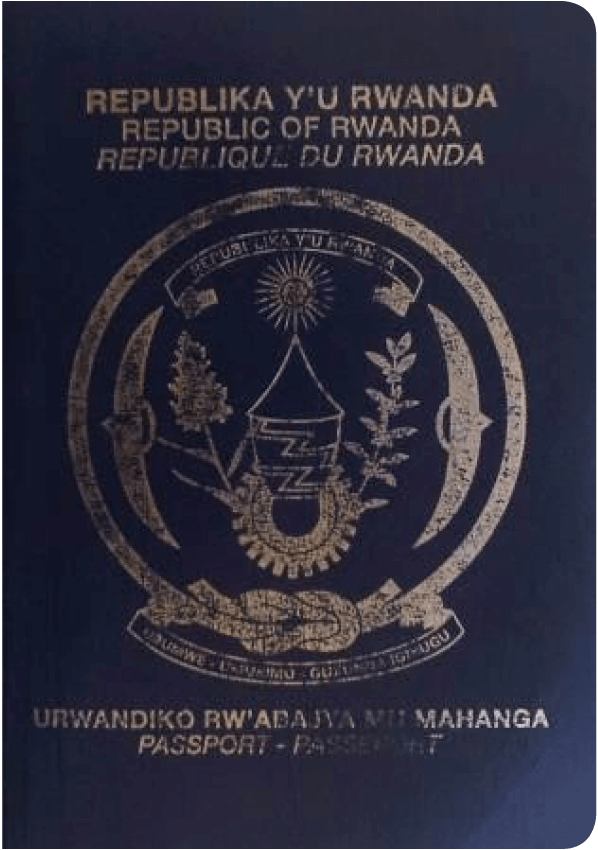 REPUBLIKA Y'U RWANDA
REPUBLIC OF RWANDA
REPUBLIQUE DU RWANDA
REPUBLIKA Y'U RWANDA
UBUMWE - UMURIMO - GUKUNDA IGIHUGU
URWANDIKO RW'ABAJYA MU MAHANGA
PASSPORT - PASSEPORT